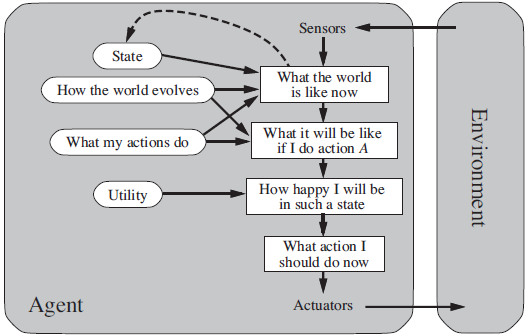 Sensors
State
How the world evolves
What my actions do
Utility
What the world
is like now
What it will be like
if I do action A
How happy I will be
in such a state
What action I
should do now
Agent
Actuators
Environment